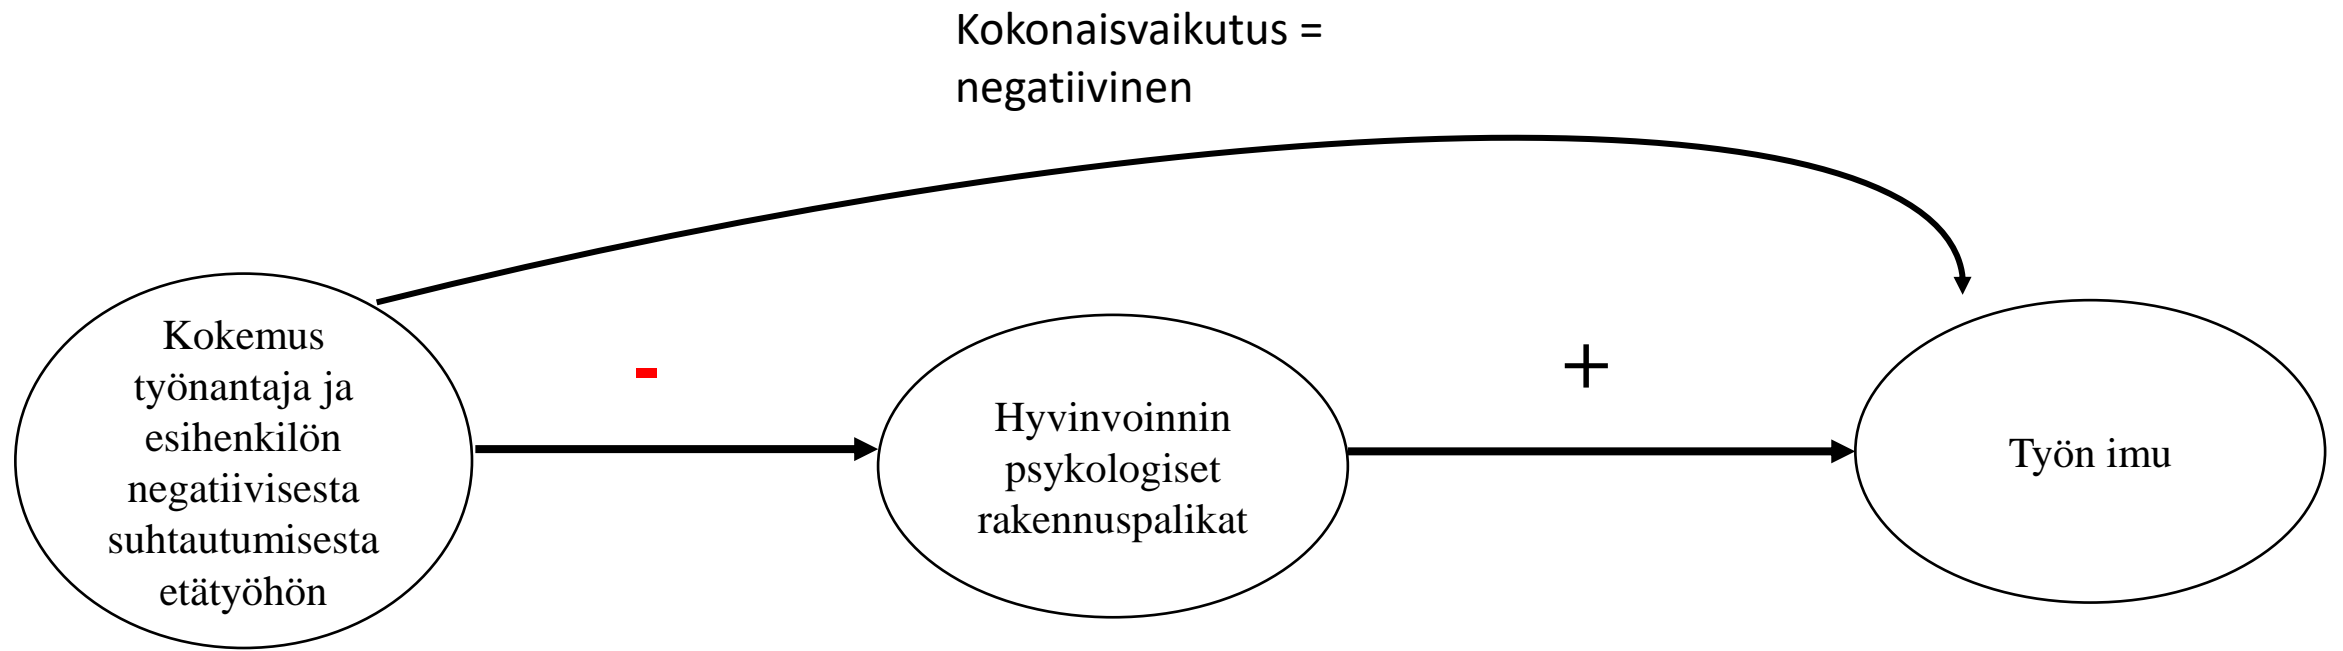 Kokonaisvaikutus =
negatiivinen
Kokemus
työnantaja ja
esihenkilön
negatiivisesta
suhtautumisesta
etätyöhön
-
Hyvinvoinnin
psykologiset
rakennuspalikat
+
Työn imu